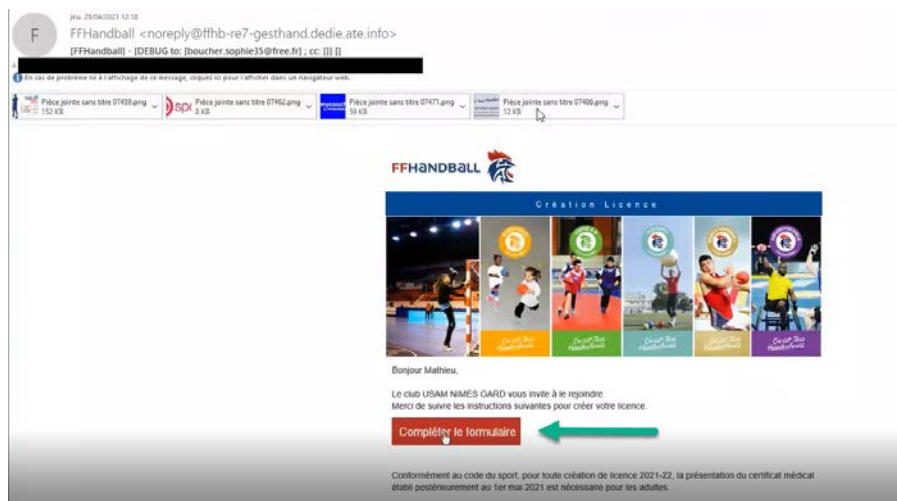 jeu. 29/04/2021 12:18
F
FFHandball <noreply@ffhb-re7-gesthand.dedie.ate.info>
[FFHandball] - [DEBUG to: [boucher.sophie35@free.fr] ; cc: []] []
En cas de problème lié à l'affichage de ce message, cliquez ici pour l'afficher dans un navigateur web.
Pièce jointe sans titre 07459.png
152 KB
Pièce jointe sans titre 07462.png
8 KB
Pièce jointe sans titre 07471.png
59 KB
Pièce jointe sans titre 07486.png
12 KB
FFHANDBALL
Création Licence
Bonjour Mathieu,
Le club USAM NIMES GARD vous invite à le rejoindre.
Merci de suivre les instructions suivantes pour créer votre licence.
Compléter le formulaire
Conformément au code du sport, pour toute création de licence 2021-22, la présentation du certificat médical
établi postérieurement au 1er mai 2021 est nécessaire pour les adultes.